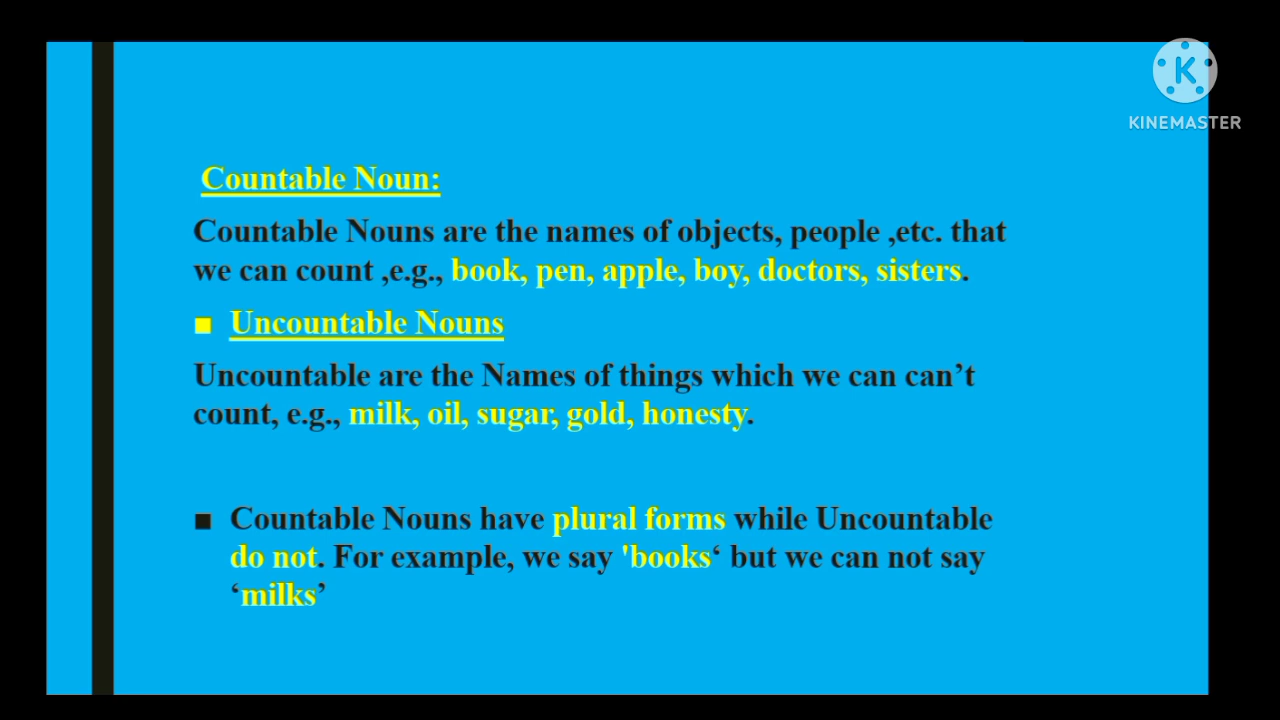 KINEMASTER
Countable Noun:
Countable Nouns are the names of objects, people ,etc. that
we can count ,e.g., book, pen, apple, boy, doctors, sisters.
■ Uncountable Nouns
Uncountable are the Names of things which we can can’t
count, e.g., milk, oil, sugar, gold, honesty.
■ Countable Nouns have plural forms while Uncountable
do not. For example, we say 'books‘ but we can not say
‘milks’